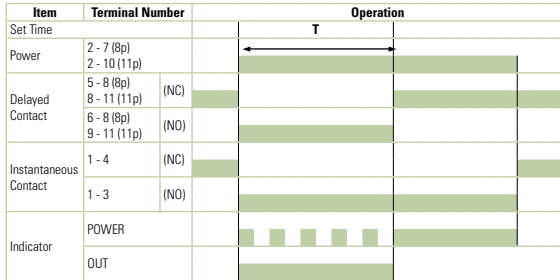 Item Terminal Number Operation
Set Time T
Power
2 - 7 (8p)
2 - 10 (11p)
Delayed
Contact
5 - 8 (8p)
8 - 11 (11p)
(NC)
6 - 8 (8p)
9 - 11 (11p)
(NO)
Instantaneous
Contact
1 - 4 (NC)
1 - 3 (NO)
Indicator
POWER
OUT